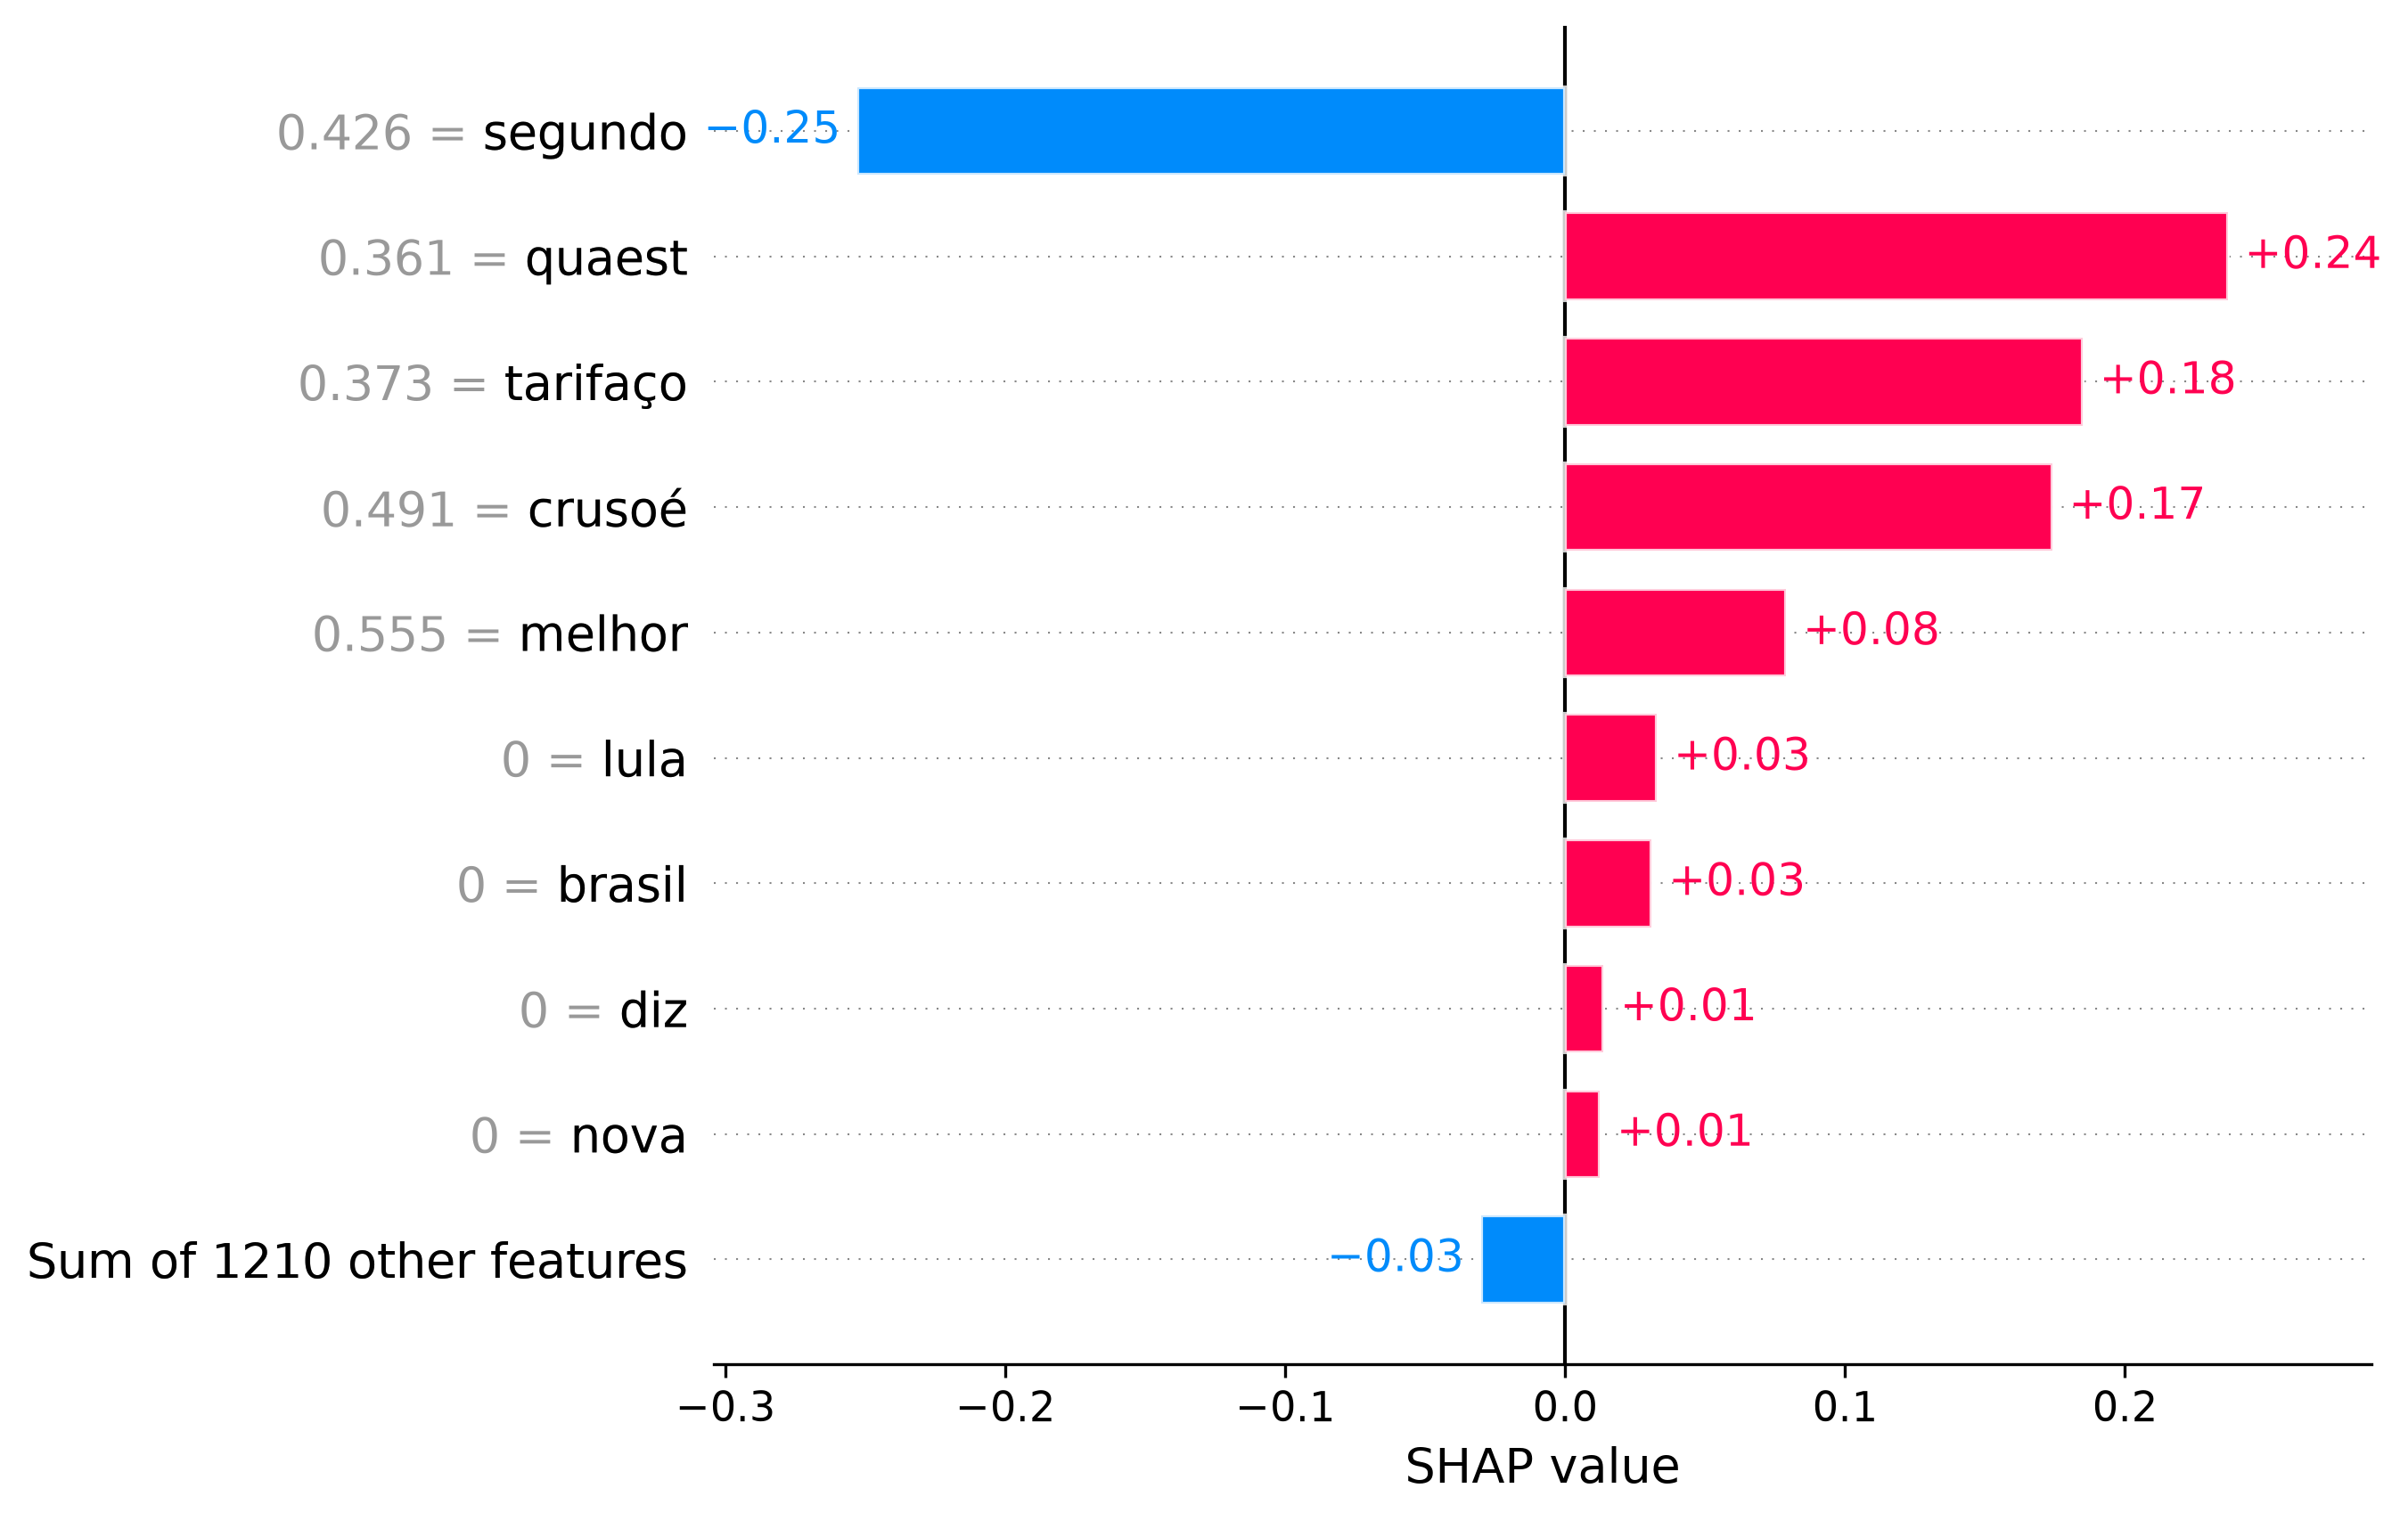 0.426 = segundo −0.25
0.361 = quaest +0.24
0.373 = tarifaço +0.18
0.491 = crusoé +0.17
0.555 = melhor +0.08
0 = lula +0.03
0 = brasil +0.03
0 = diz +0.01
0 = nova +0.01
Sum of 1210 other features −0.03
−0.3 −0.2 −0.1 0.0 0.1 0.2
SHAP value